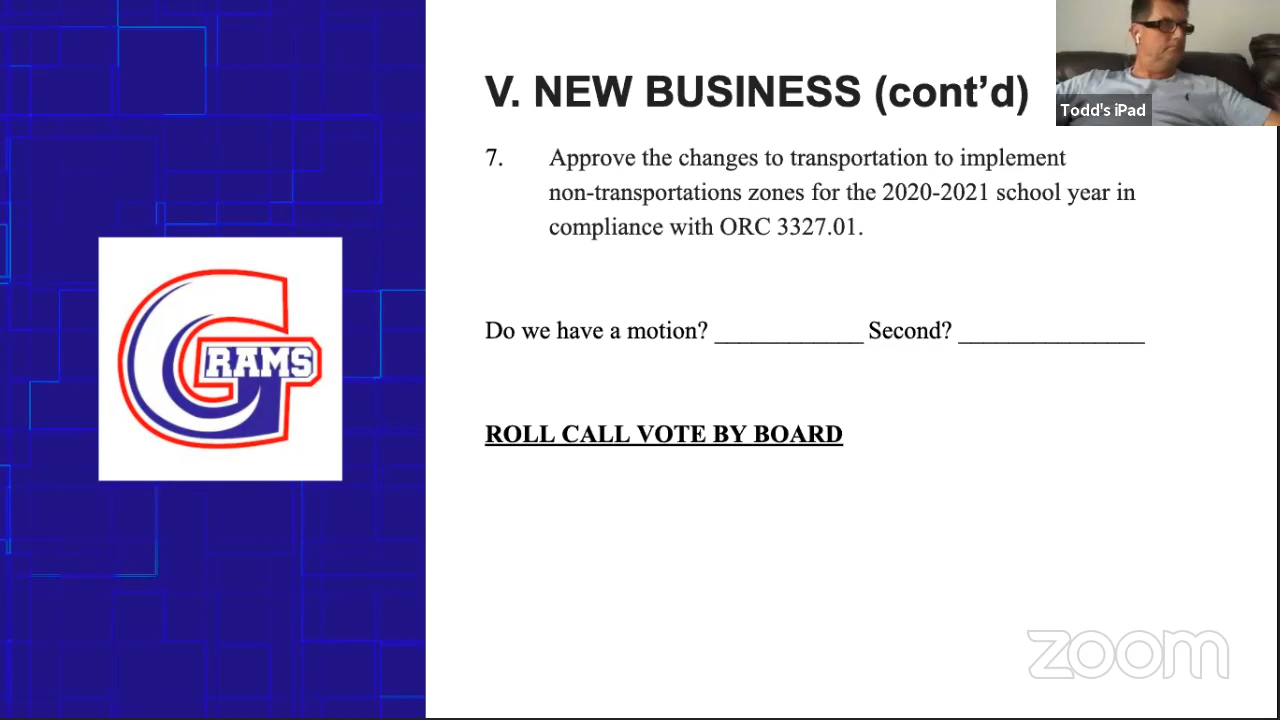 V. NEW BUSINESS (cont’d)
Todd's iPad
7. Approve the changes to transportation to implement
non-transportations zones for the 2020-2021 school year in
compliance with ORC 3327.01.
RAMS
Do we have a motion? ____________ Second? _______________
ROLL CALL VOTE BY BOARD
zoom